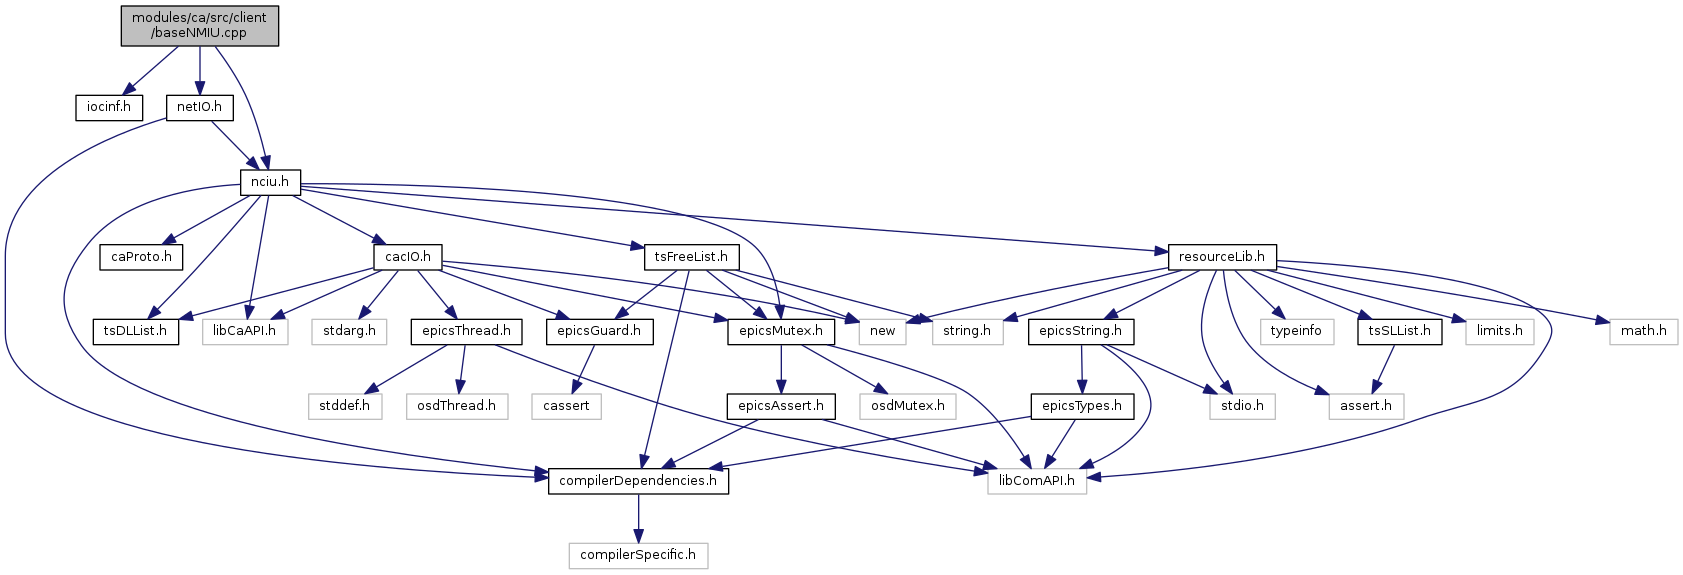 modules/ca/src/client
/baseNMIU.cpp
iocinf.h
netIO.h
nciu.h
caProto.h
cacIO.h
tsFreeList.h
resourceLib.h
tsDLList.h
libCaAPI.h
stdarg.h
epicsThread.h
epicsGuard.h
epicsMutex.h
new
string.h
epicsString.h
typeinfo
tsSLList.h
limits.h
math.h
stddef.h
osdThread.h
cassert
epicsAssert.h
osdMutex.h
epicsTypes.h
stdio.h
assert.h
compilerDependencies.h
libComAPI.h
compilerSpecific.h